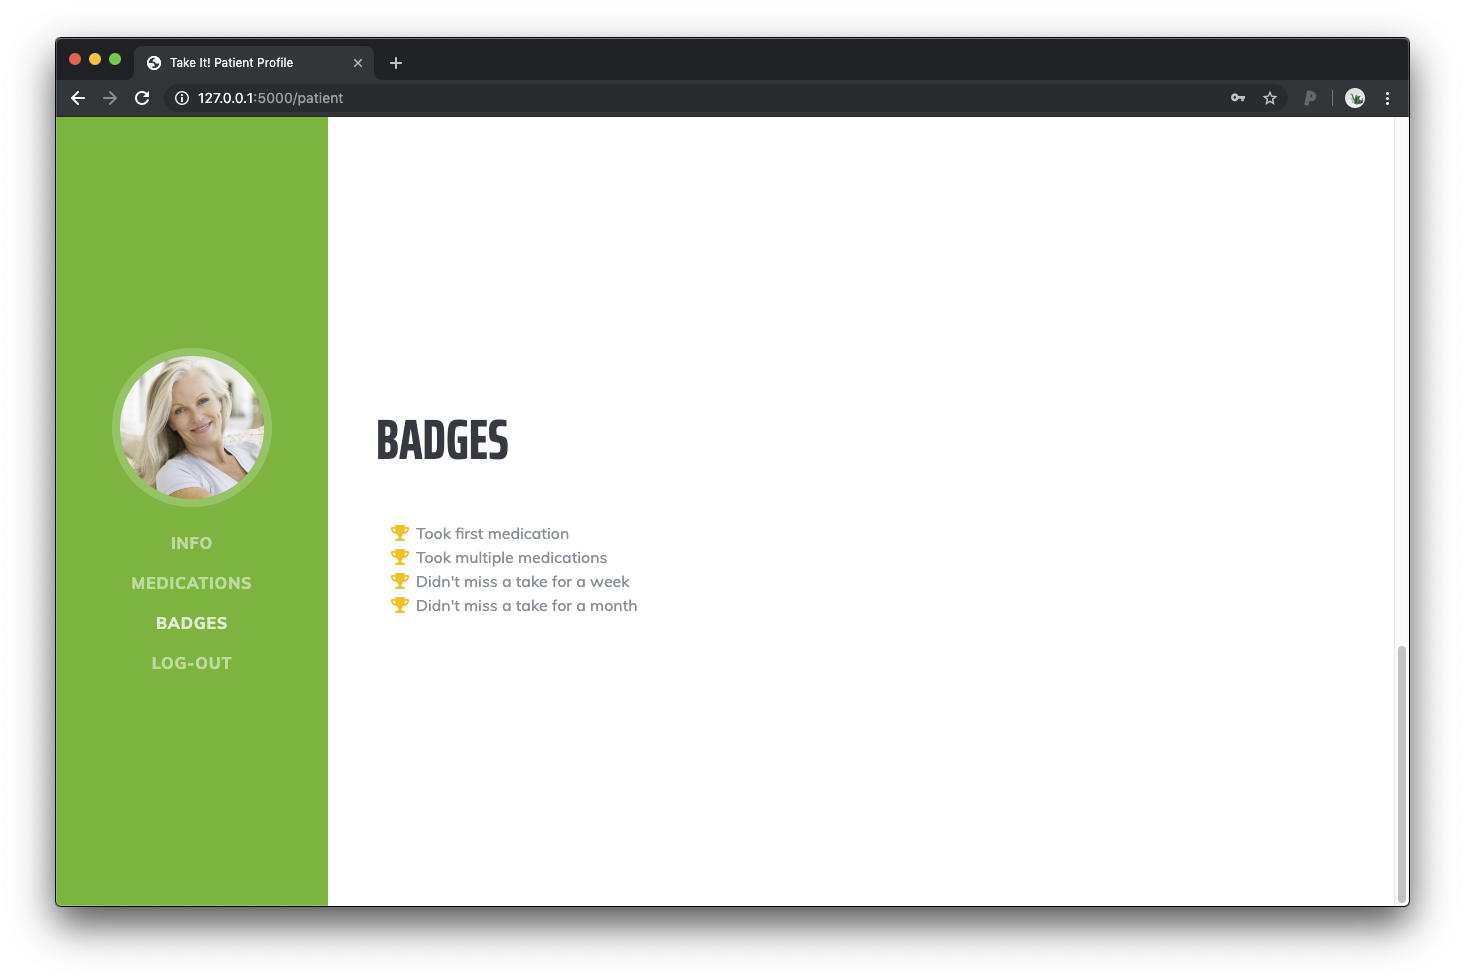 Take It! Patient Profile
127.0.0.1:5000/patient
INFO
MEDICATIONS
BADGES
LOG-OUT
BADGES
Took first medication
Took multiple medications
Didn't miss a take for a week
Didn't miss a take for a month